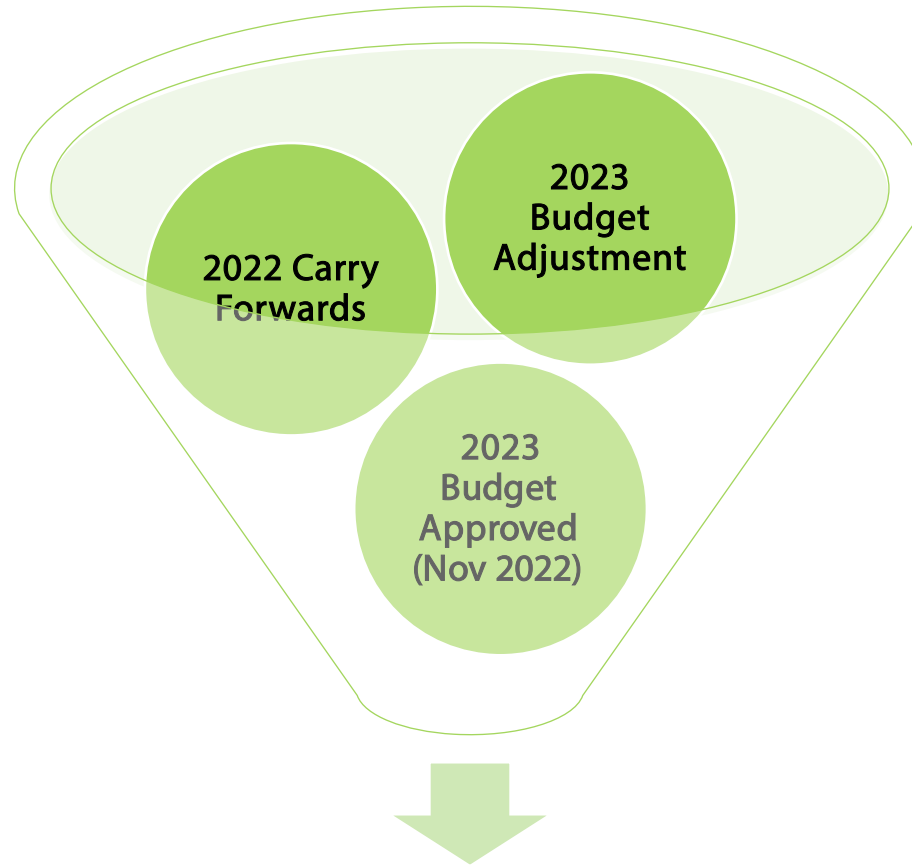 2023
Budget
Adjustment
2022 Carry
Forwards
2023
Budget
Approved
(Nov 2022)